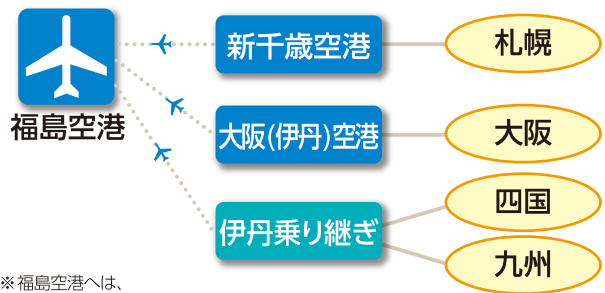 福島空港
新千歳空港
札幌
大阪(伊丹)空港
大阪
伊丹乗り継ぎ
四国
九州
※福島空港へは、